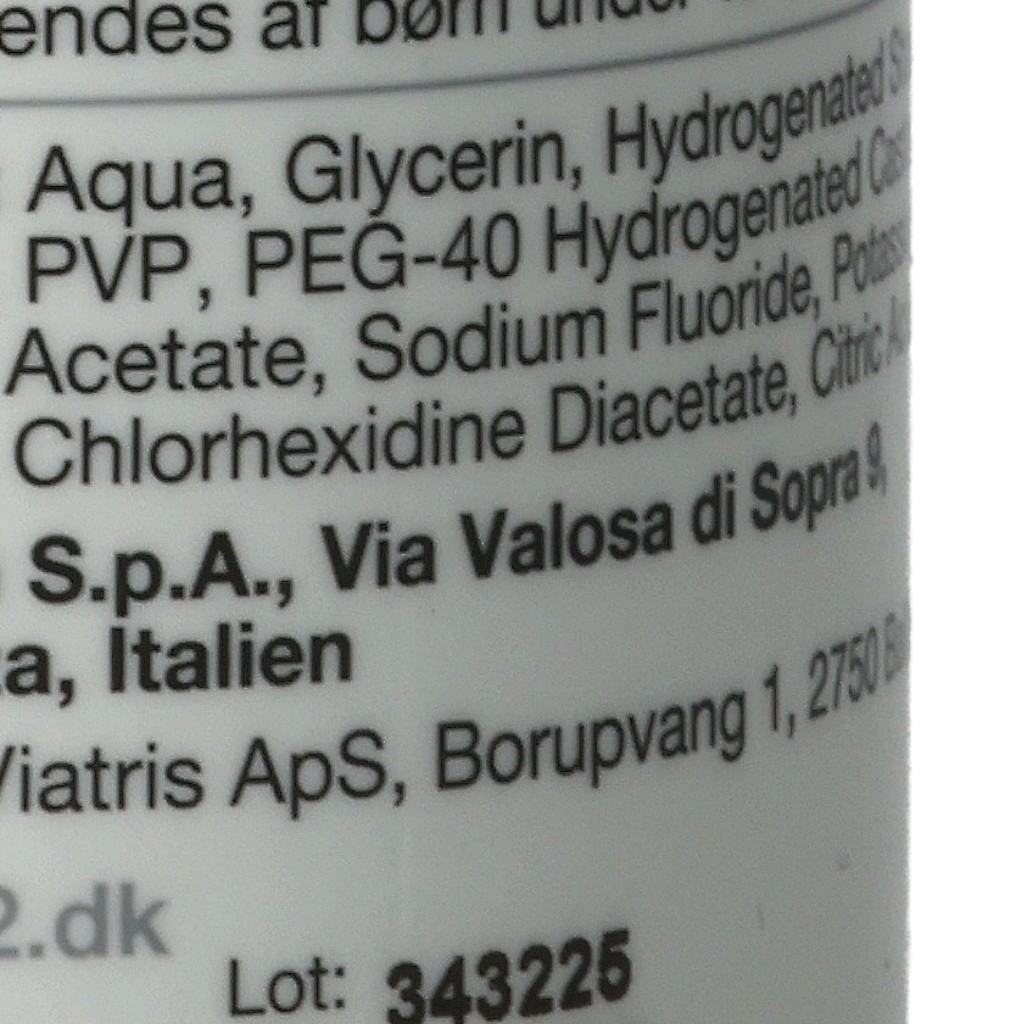 endes af børn under
Aqua, Glycerin, Hydrogenated
PVP, PEG-40 Hydrogenated
Acetate, Sodium Fluoride,
Chlorhexidine Diacetate, Citric
S.p.A., Via Valosa di Sopra 9,
a, Italien
Viatris ApS, Borupvang 1, 2750
2.dk
Lot: 343225